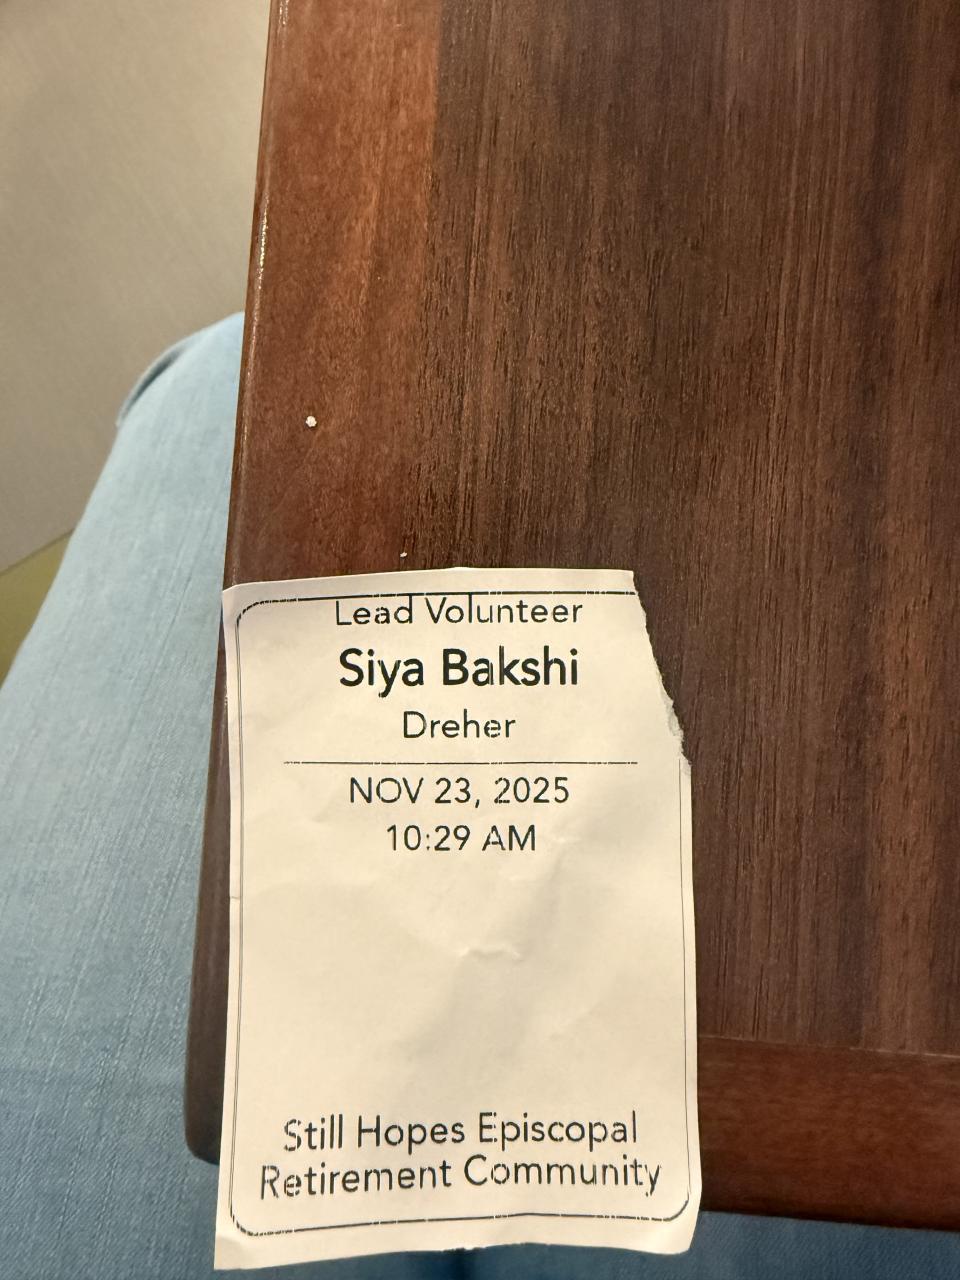 Lead Volunteer
Siya Bakshi
Dreher
NOV 23, 2025
10:29 AM
Still Hopes Episcopal
Retirement Community